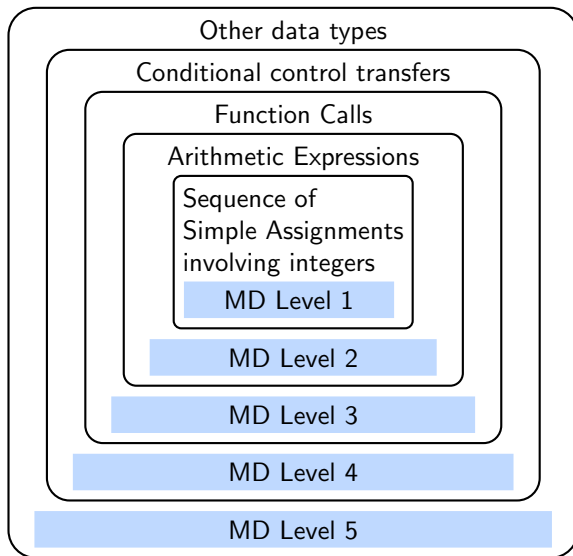 Other data types
Conditional control transfers
Function Calls
Arithmetic Expressions
Sequence of
Simple Assignments
involving integers
MD Level 1
MD Level 2
MD Level 3
MD Level 4
MD Level 5